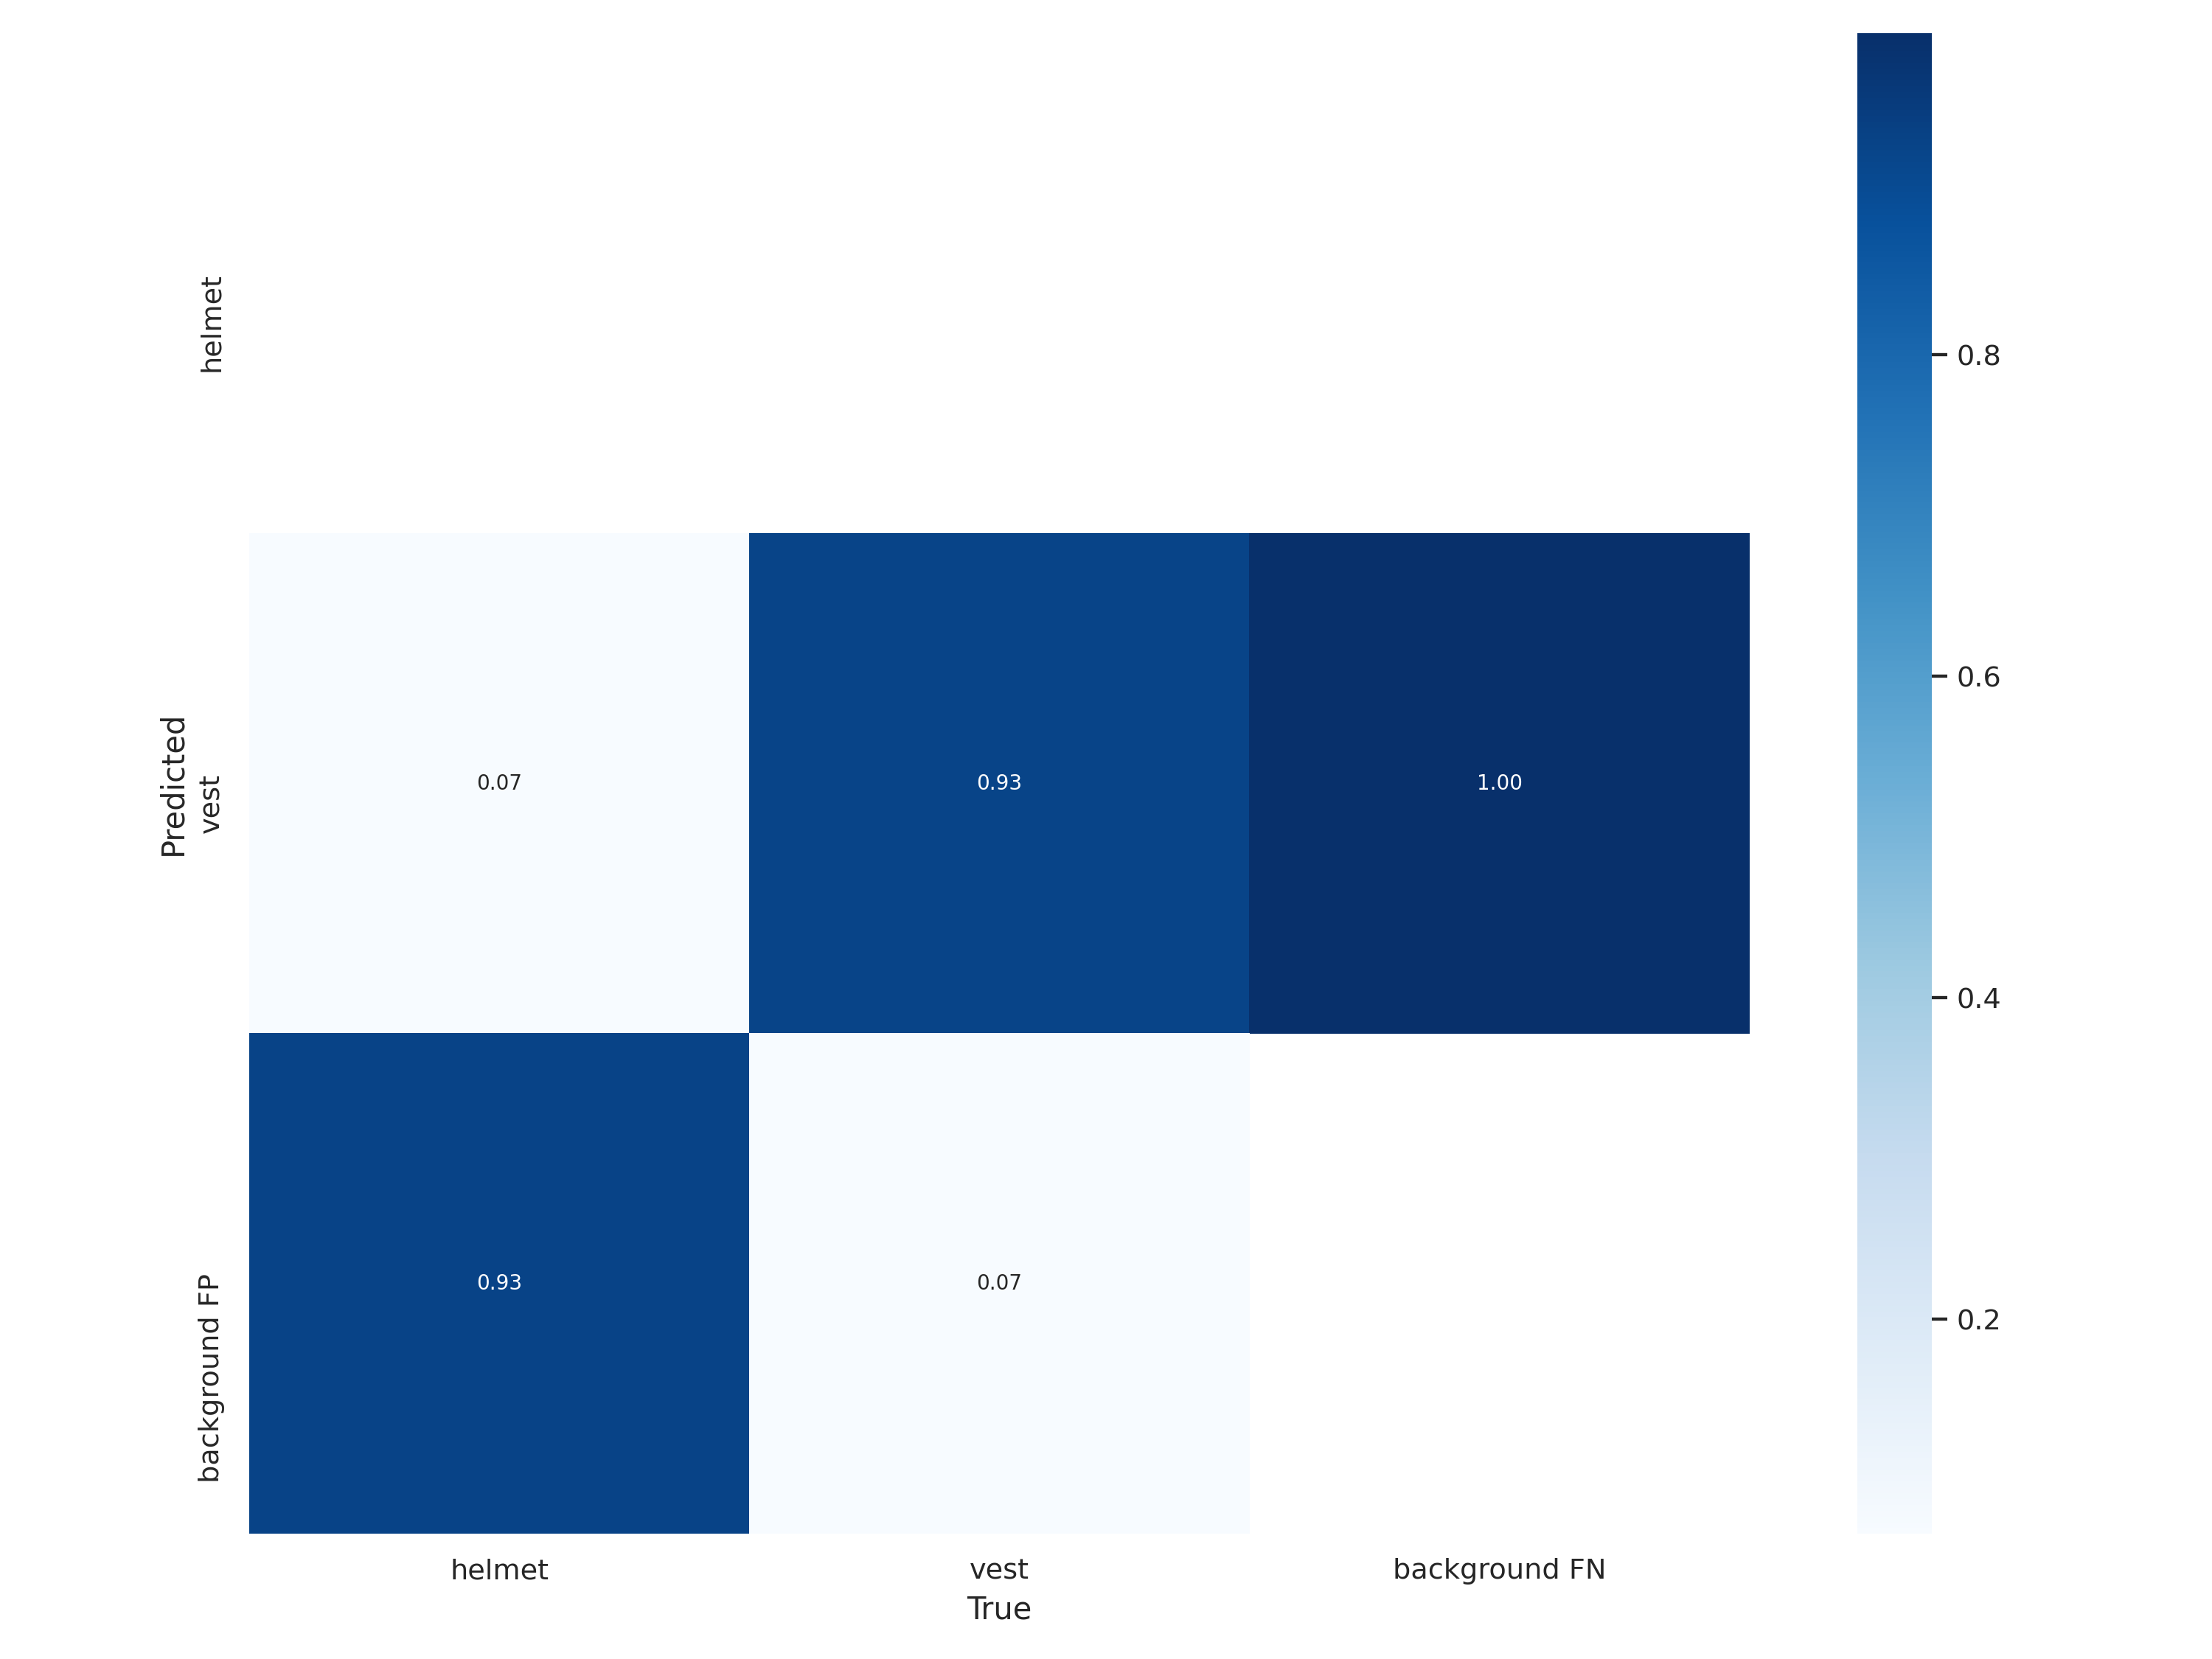 helmet
Predicted
vest
background FP
0.07
0.93
1.00
0.93
0.07
helmet
vest
background FN
True
0.8
0.6
0.4
0.2